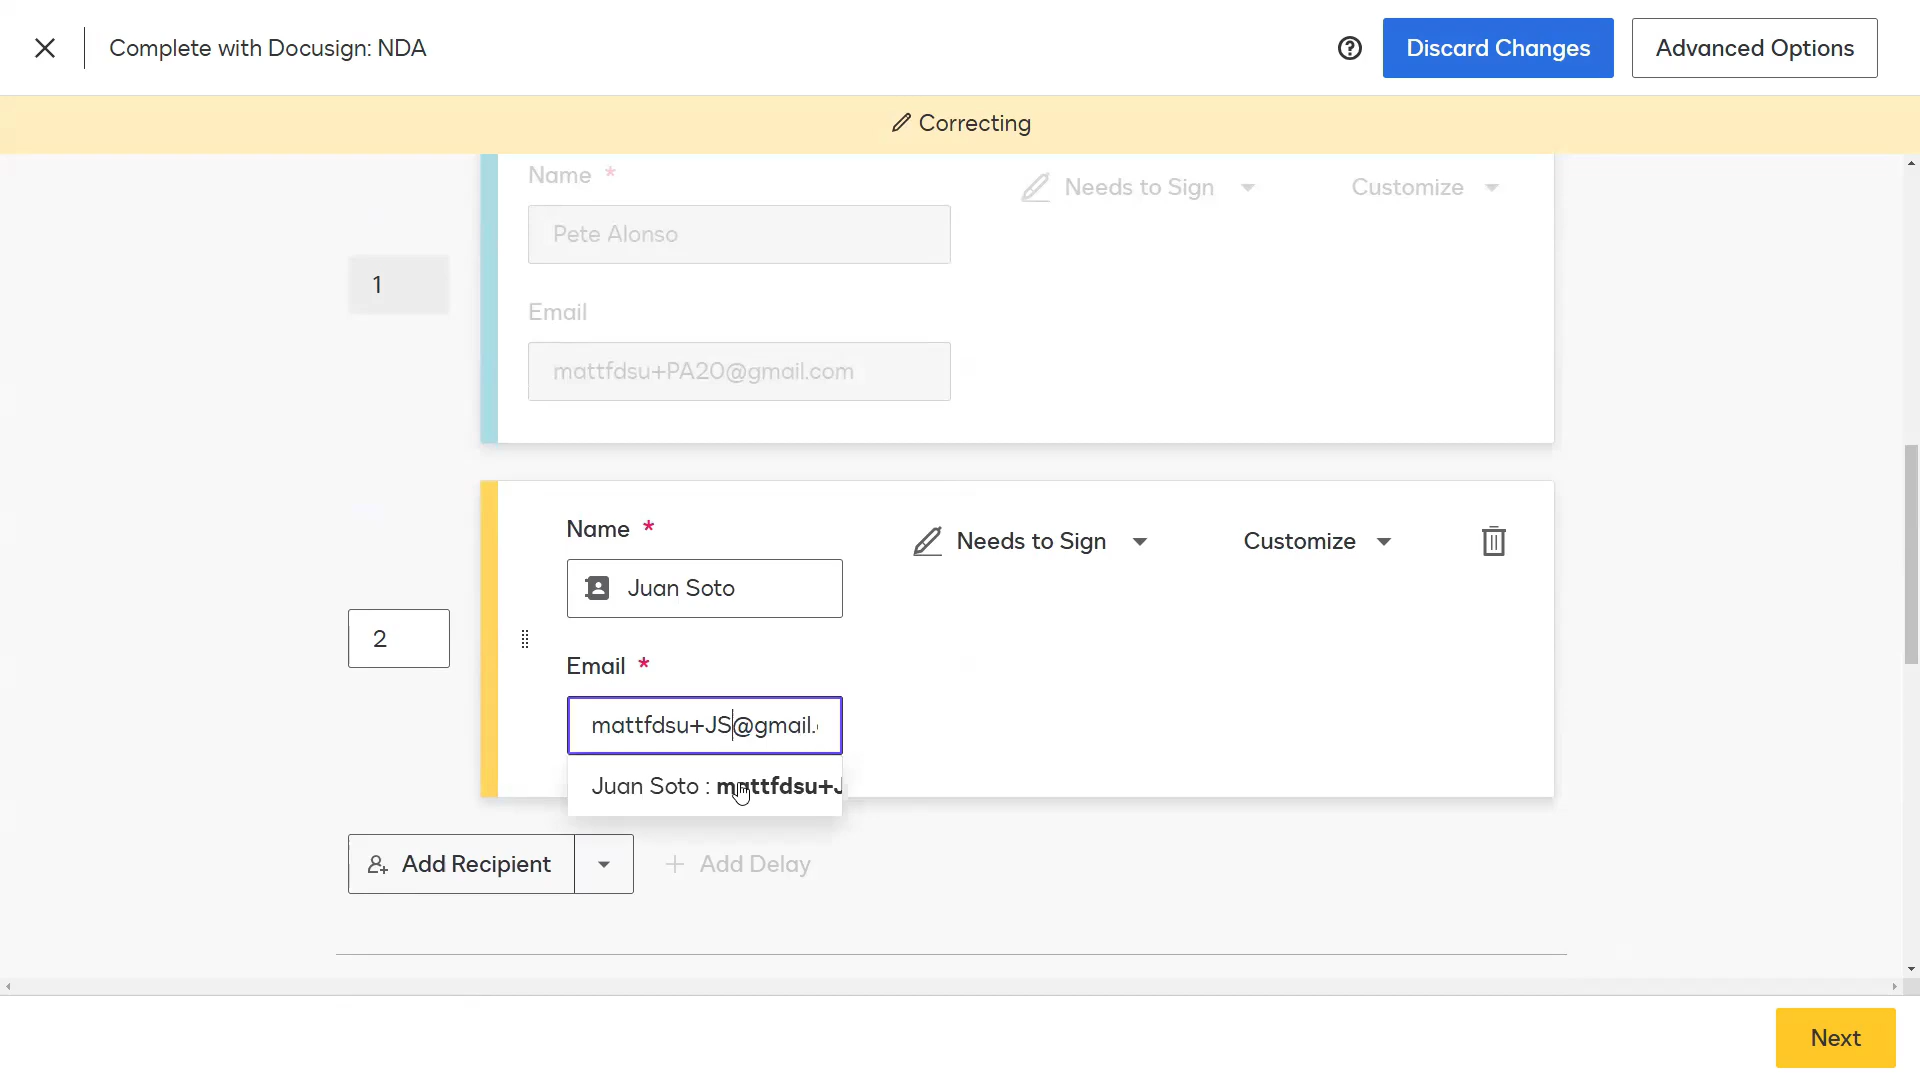 Complete with Docusign: NDA
Discard Changes
Advanced Options
Correcting
Name *
Needs to Sign
Customize
Pete Alonso
1
Email
mattfdsu+PA20@gmail.com
Name *
Needs to Sign
Customize
Juan Soto
2
Email *
mattfdsu+JS@gmail.
Juan Soto : mattfdsu+J
Add Recipient
+ Add Delay
Next